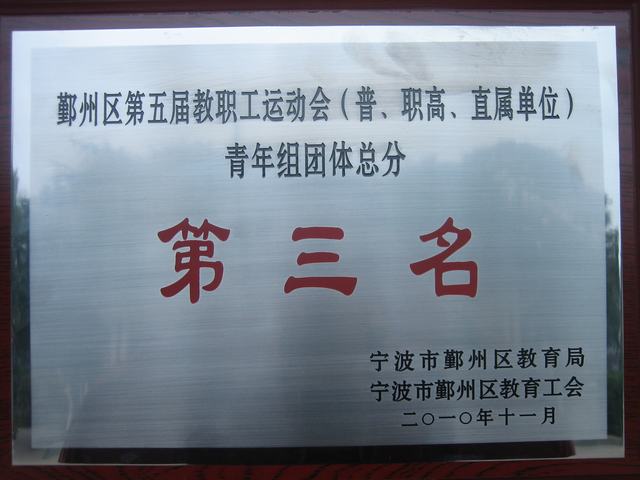 鄞州区第五届教职工运动会（普、职高、直属单位）
青年组团体总分
第三名
宁波市鄞州区教育局
宁波市鄞州区教育工会
二〇一〇年十一月